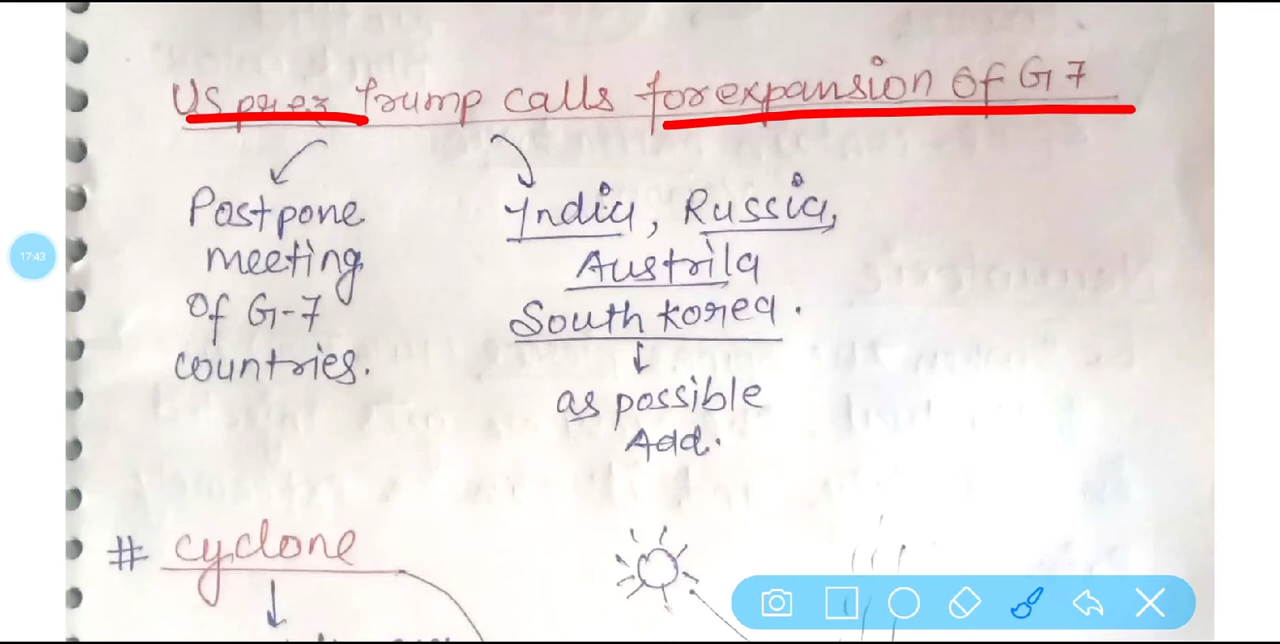 US prez Trump calls for expansion of G7
Postpone
meeting
of G-7
countries.
India, Russia,
Austrila
South Korea.
as possible
Add.
# cyclone
17:43